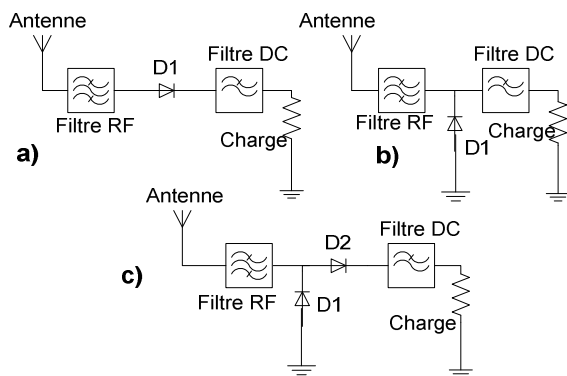 Antenne
D1
Filtre DC
Filtre RF
Charge
a)
Antenne
Filtre DC
Filtre RF
Charge
D1
b)
Antenne
D2
Filtre DC
c)
Filtre RF
D1
Charge